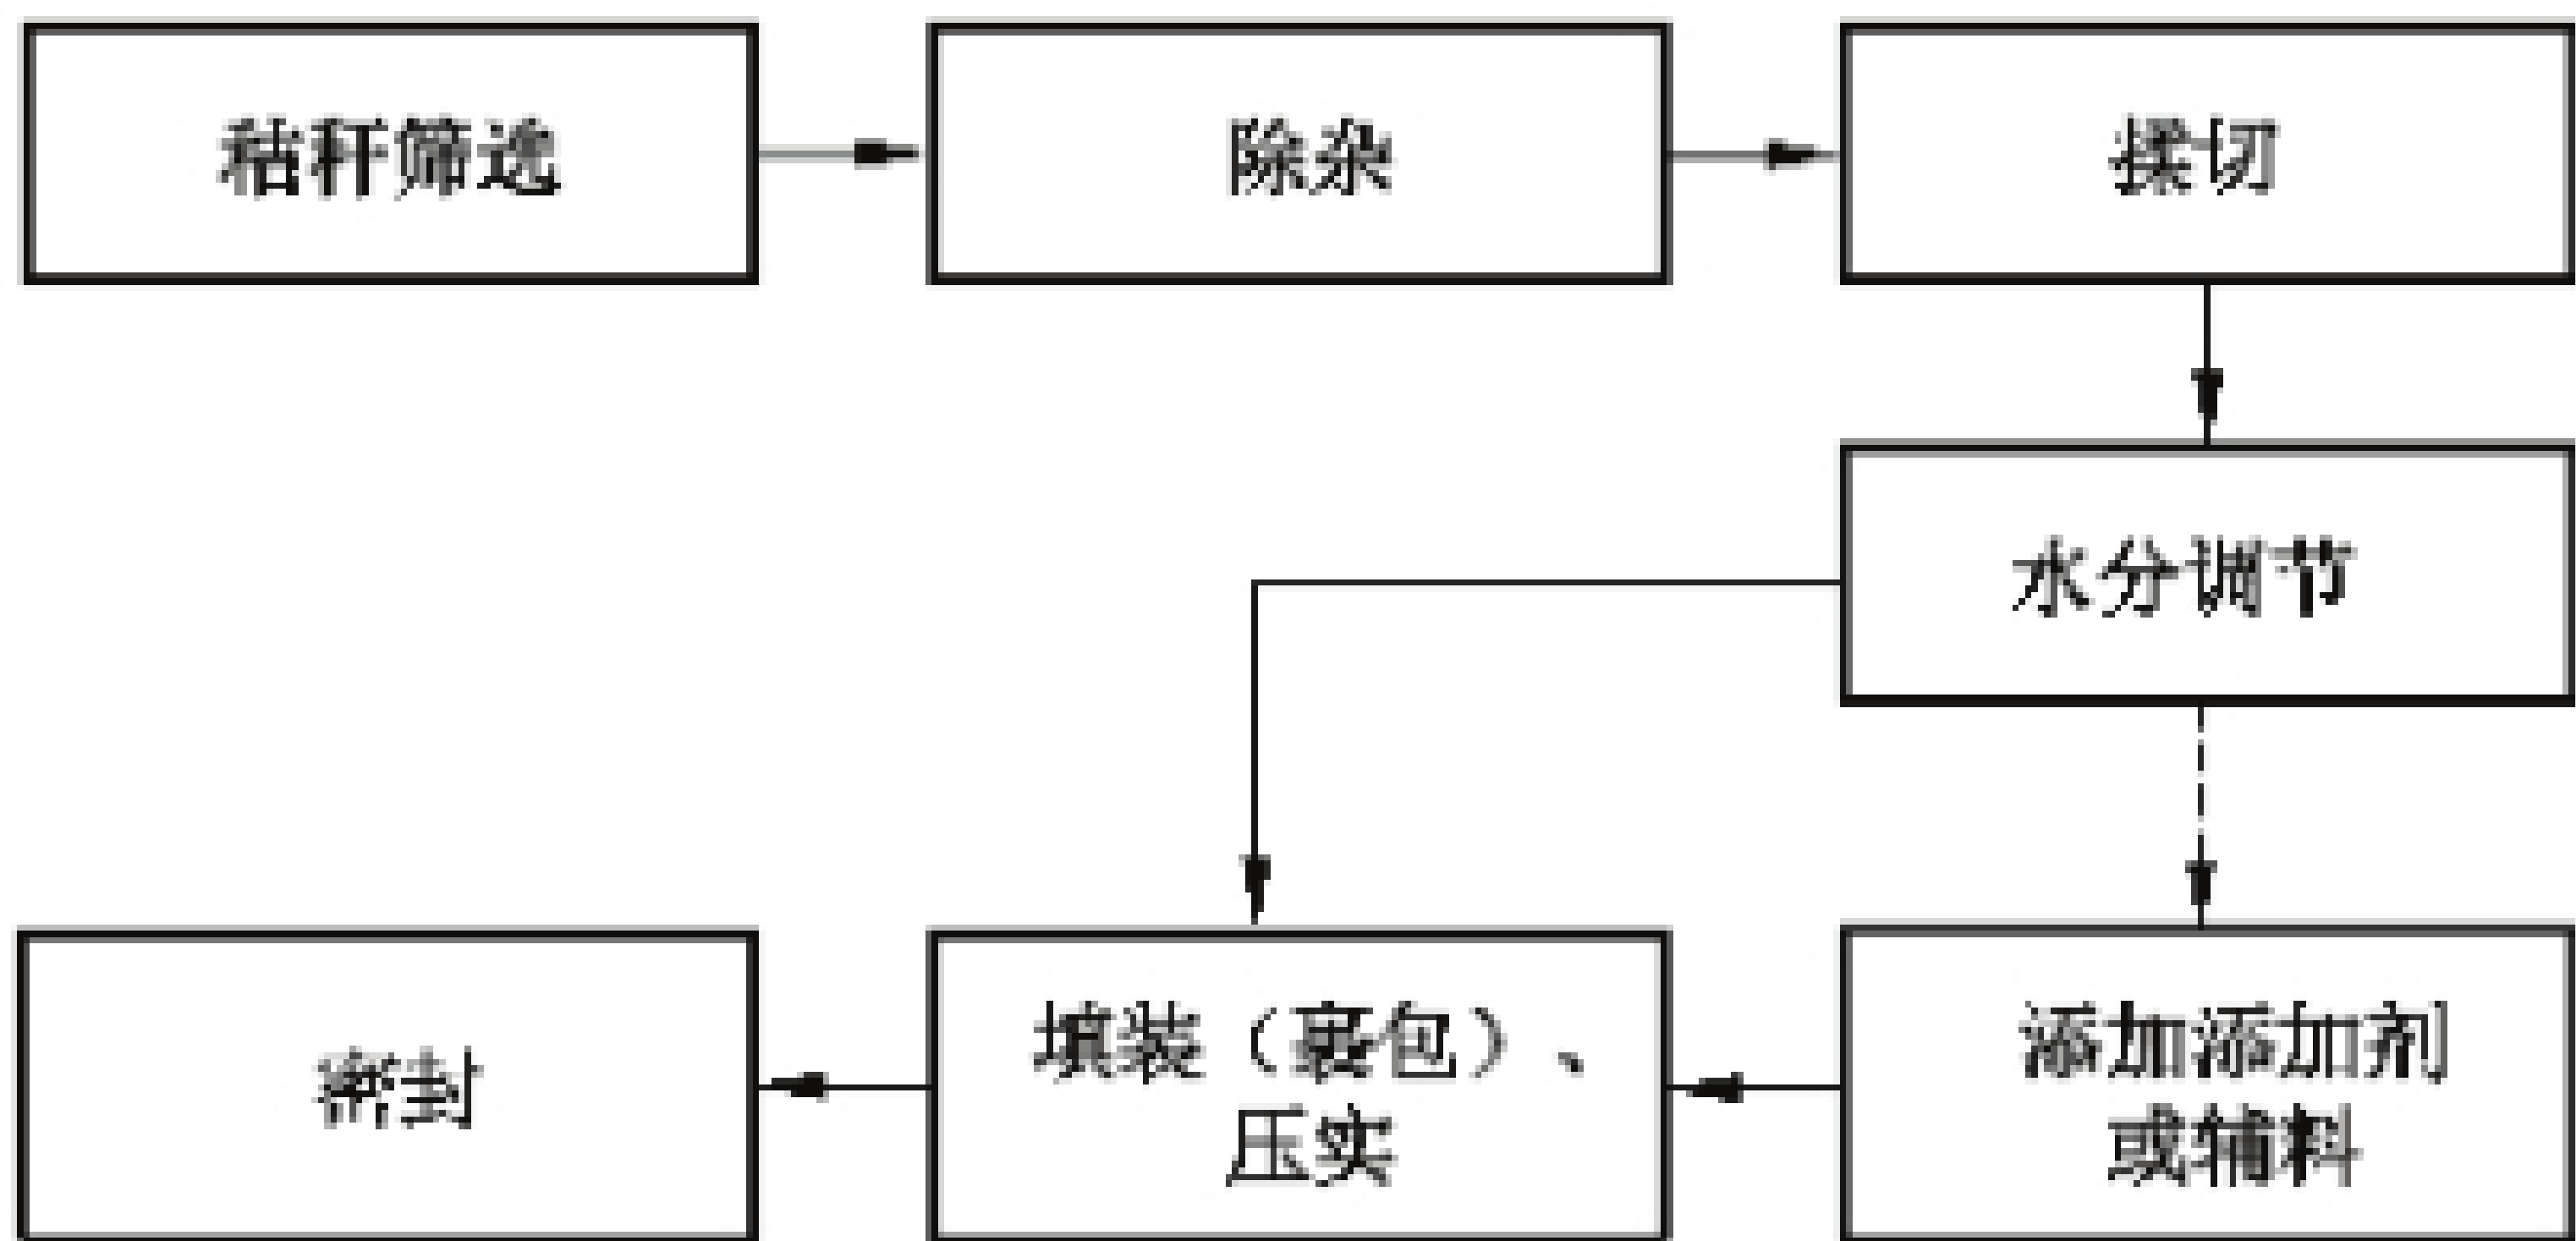 秸秆筛选
除杂
揉切
水分调节
添加添加剂
或辅料
填装（裹包）、
压实
密封